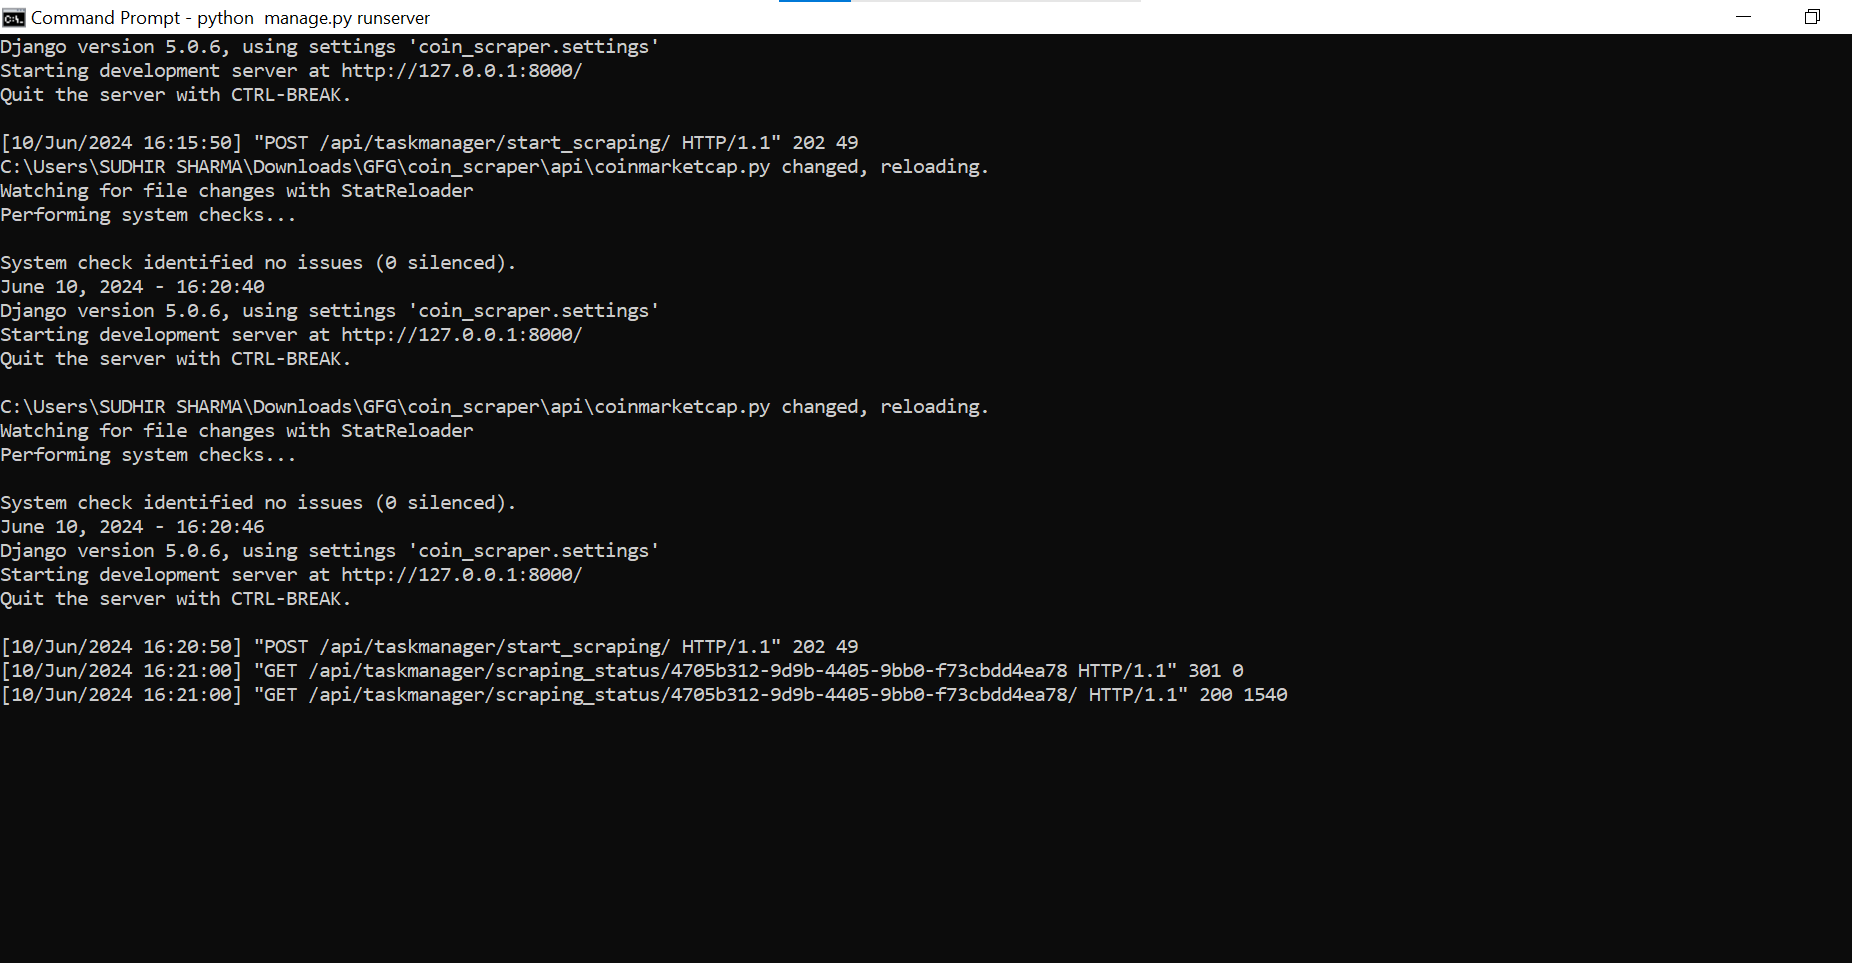 Command Prompt - python  manage.py runserver
Django version 5.0.6, using settings 'coin_scraper.settings'
Starting development server at http://127.0.0.1:8000/
Quit the server with CTRL-BREAK.
[10/Jun/2024 16:15:50] "POST /api/taskmanager/start_scraping/ HTTP/1.1" 202 49
C:\Users\SUDHIR SHARMA\Downloads\GFG\coin_scraper\api\coinmarketcap.py changed, reloading.
Watching for file changes with StatReloader
Performing system checks...
System check identified no issues (0 silenced).
June 10, 2024 - 16:20:40
Django version 5.0.6, using settings 'coin_scraper.settings'
Starting development server at http://127.0.0.1:8000/
Quit the server with CTRL-BREAK.
C:\Users\SUDHIR SHARMA\Downloads\GFG\coin_scraper\api\coinmarketcap.py changed, reloading.
Watching for file changes with StatReloader
Performing system checks...
System check identified no issues (0 silenced).
June 10, 2024 - 16:20:46
Django version 5.0.6, using settings 'coin_scraper.settings'
Starting development server at http://127.0.0.1:8000/
Quit the server with CTRL-BREAK.
[10/Jun/2024 16:20:50] "POST /api/taskmanager/start_scraping/ HTTP/1.1" 202 49
[10/Jun/2024 16:21:00] "GET /api/taskmanager/scraping_status/4705b312-9d9b-4405-9bb0-f73cbdd4ea78 HTTP/1.1" 301 0
[10/Jun/2024 16:21:00] "GET /api/taskmanager/scraping_status/4705b312-9d9b-4405-9bb0-f73cbdd4ea78/ HTTP/1.1" 200 1540